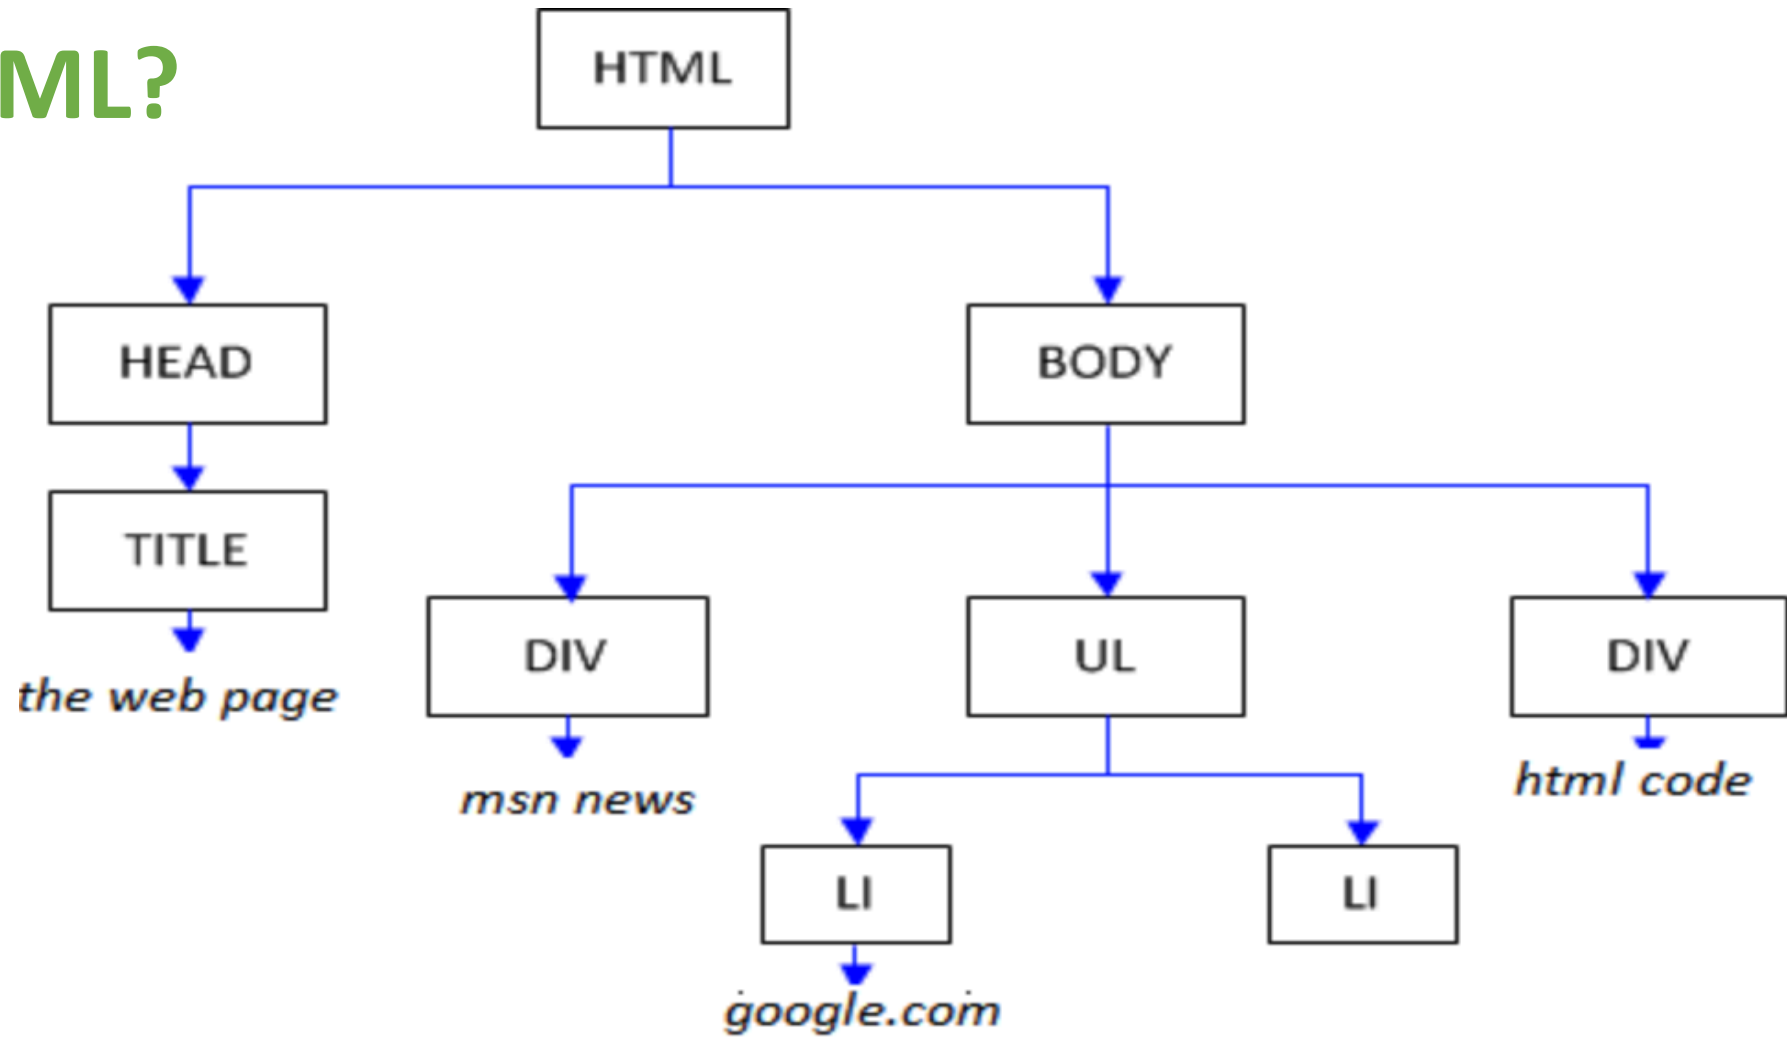 ML?
HTML
HEAD
BODY
TITLE
DIV
UL
DIV
the web page
msn news
html code
LI
LI
google.com